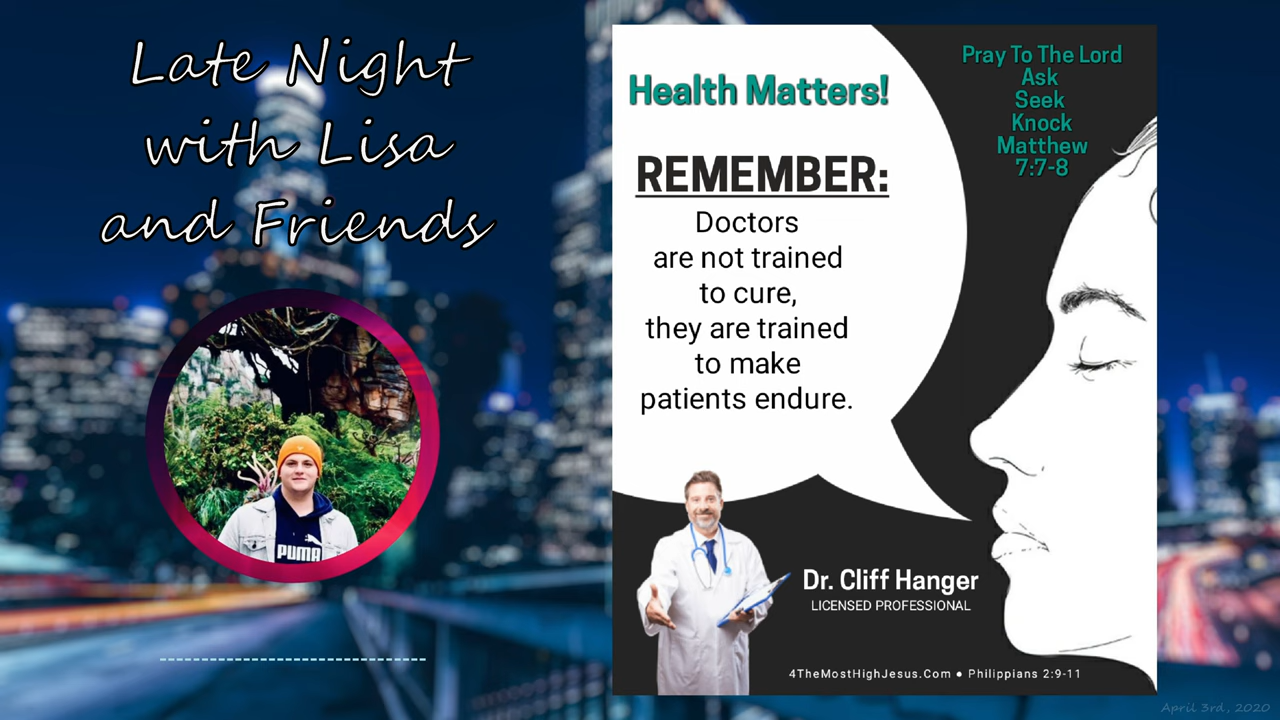 Late Night
with Lisa
and Friends
PUMA
Health Matters!
REMEMBER:
Doctors
are not trained
to cure,
they are trained
to make
patients endure.
Pray To The Lord
Ask
Seek
Knock
Matthew
7:7-8
Dr. Cliff Hanger
LICENSED PROFESSIONAL
4TheMostHighJesus.Com ● Philippians 2:9-11
April 3rd, 2020